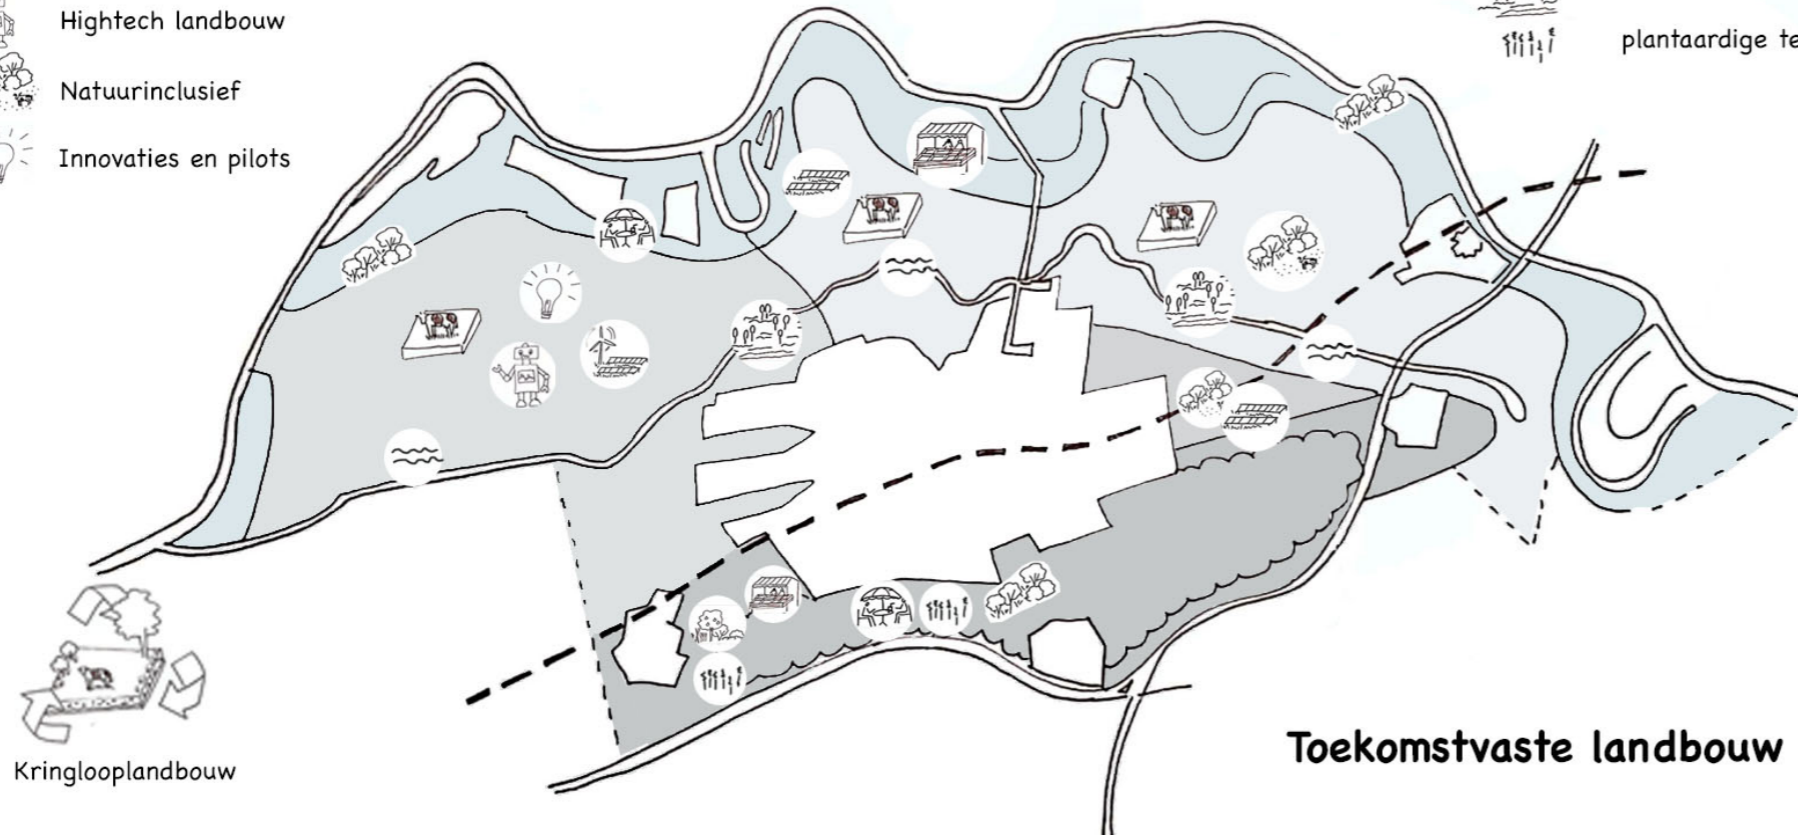 Hightech landbouw
plantaardige te
Natuurinclusief
Innovaties en pilots
Toekomstvaste landbouw
Kringlooplandbouw